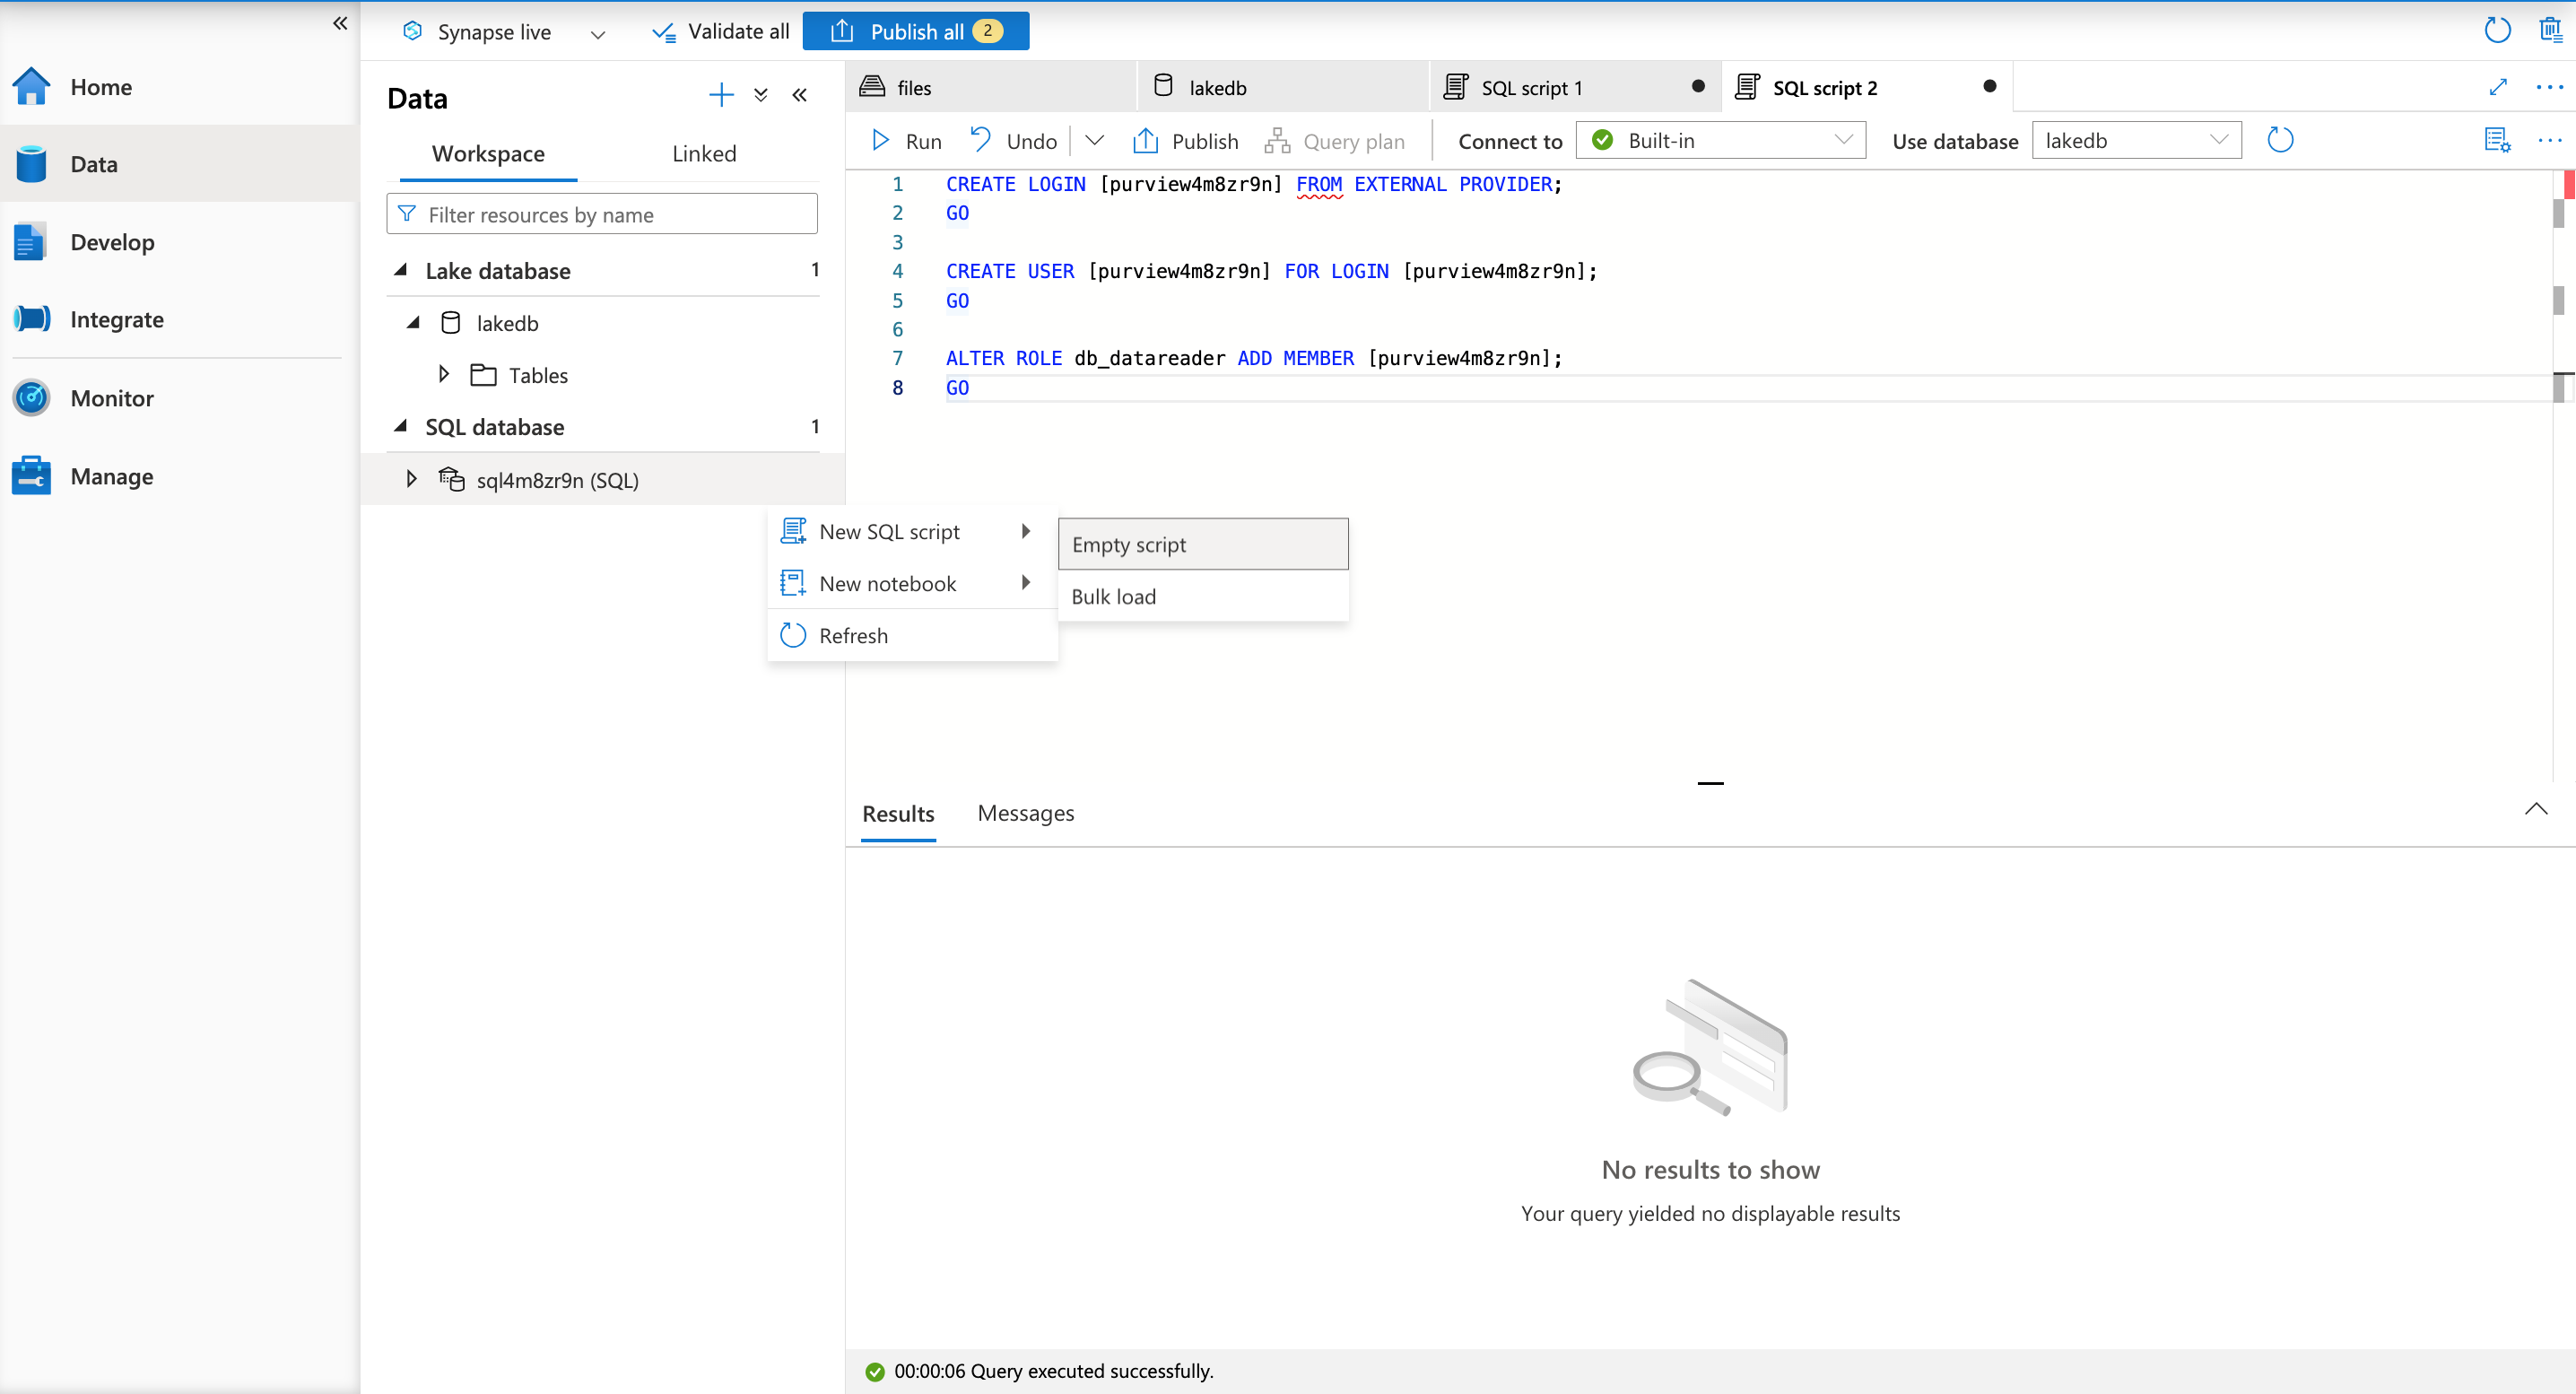 Synapse live
Validate all
Publish all 2
Home
Data
Develop
Integrate
Monitor
Manage
Data
Workspace
Linked
Filter resources by name
Lake database 1
lakedb
Tables
SQL database 1
sql4m8zr9n (SQL)
New SQL script
New notebook
Refresh
Empty script
Bulk load
files
lakedb
SQL script 1
SQL script 2
Run
Undo
Publish
Query plan
Connect to
Built-in
Use database
lakedb
1 CREATE LOGIN [purview4m8zr9n] FROM EXTERNAL PROVIDER;
2 GO
3
4 CREATE USER [purview4m8zr9n] FOR LOGIN [purview4m8zr9n];
5 GO
6
7 ALTER ROLE db_datareader ADD MEMBER [purview4m8zr9n];
8 GO
Results
Messages
No results to show
Your query yielded no displayable results
00:00:06 Query executed successfully.